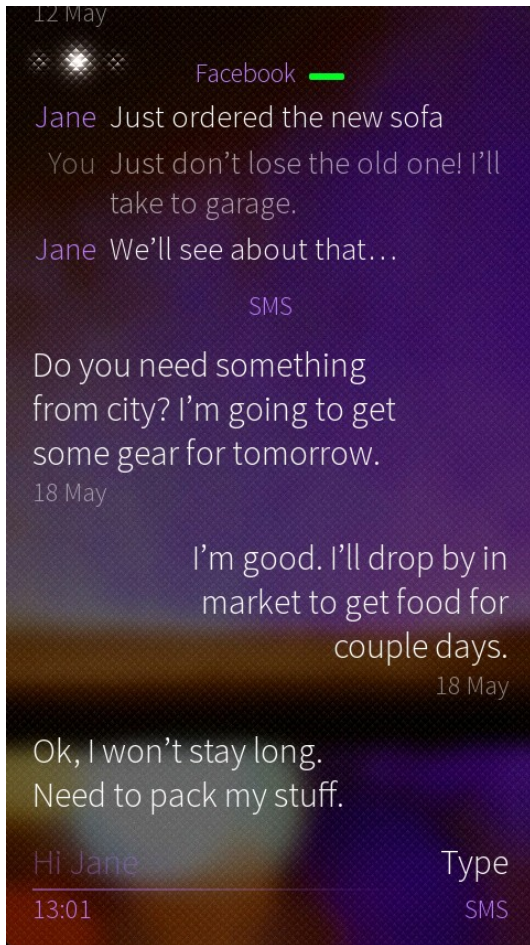 12 May
Facebook
Jane Just ordered the new sofa
You Just don’t lose the old one! I’ll
take to garage.
Jane We’ll see about that…
SMS
Do you need something
from city? I’m going to get
some gear for tomorrow.
18 May
I’m good. I’ll drop by in
market to get food for
couple days.
18 May
Ok, I won’t stay long.
Need to pack my stuff.
Hi Jane Type
13:01 SMS